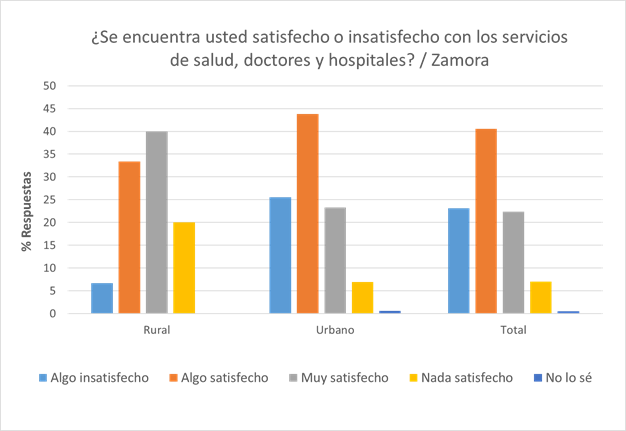 ¿Se encuentra usted satisfecho o insatisfecho con los servicios
de salud, doctores y hospitales? / Zamora
% Respuestas
50
45
40
35
30
25
20
15
10
5
0
Rural Urbano Total
Algo insatisfecho Algo satisfecho Muy satisfecho Nada satisfecho No lo sé